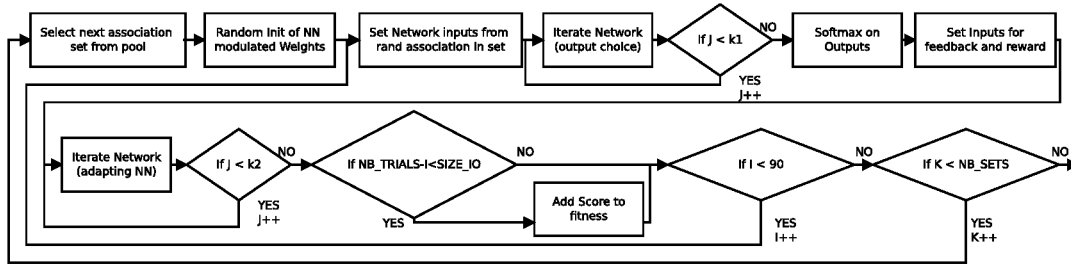 Select next association
set from pool
Random Init of NN
modulated Weights
Set Network inputs from
rand association in set
Iterate Network
(output choice)
If J < k1
NO
YES
J++
Softmax on
Outputs
Set Inputs for
feedback and reward
Iterate Network
(adapting NN)
If J < k2
NO
YES
J++
If NB_TRIALS-I<SIZE_IO
NO
YES
Add Score to
fitness
If I < 90
NO
YES
I++
If K < NB_SETS
NO
YES
K++